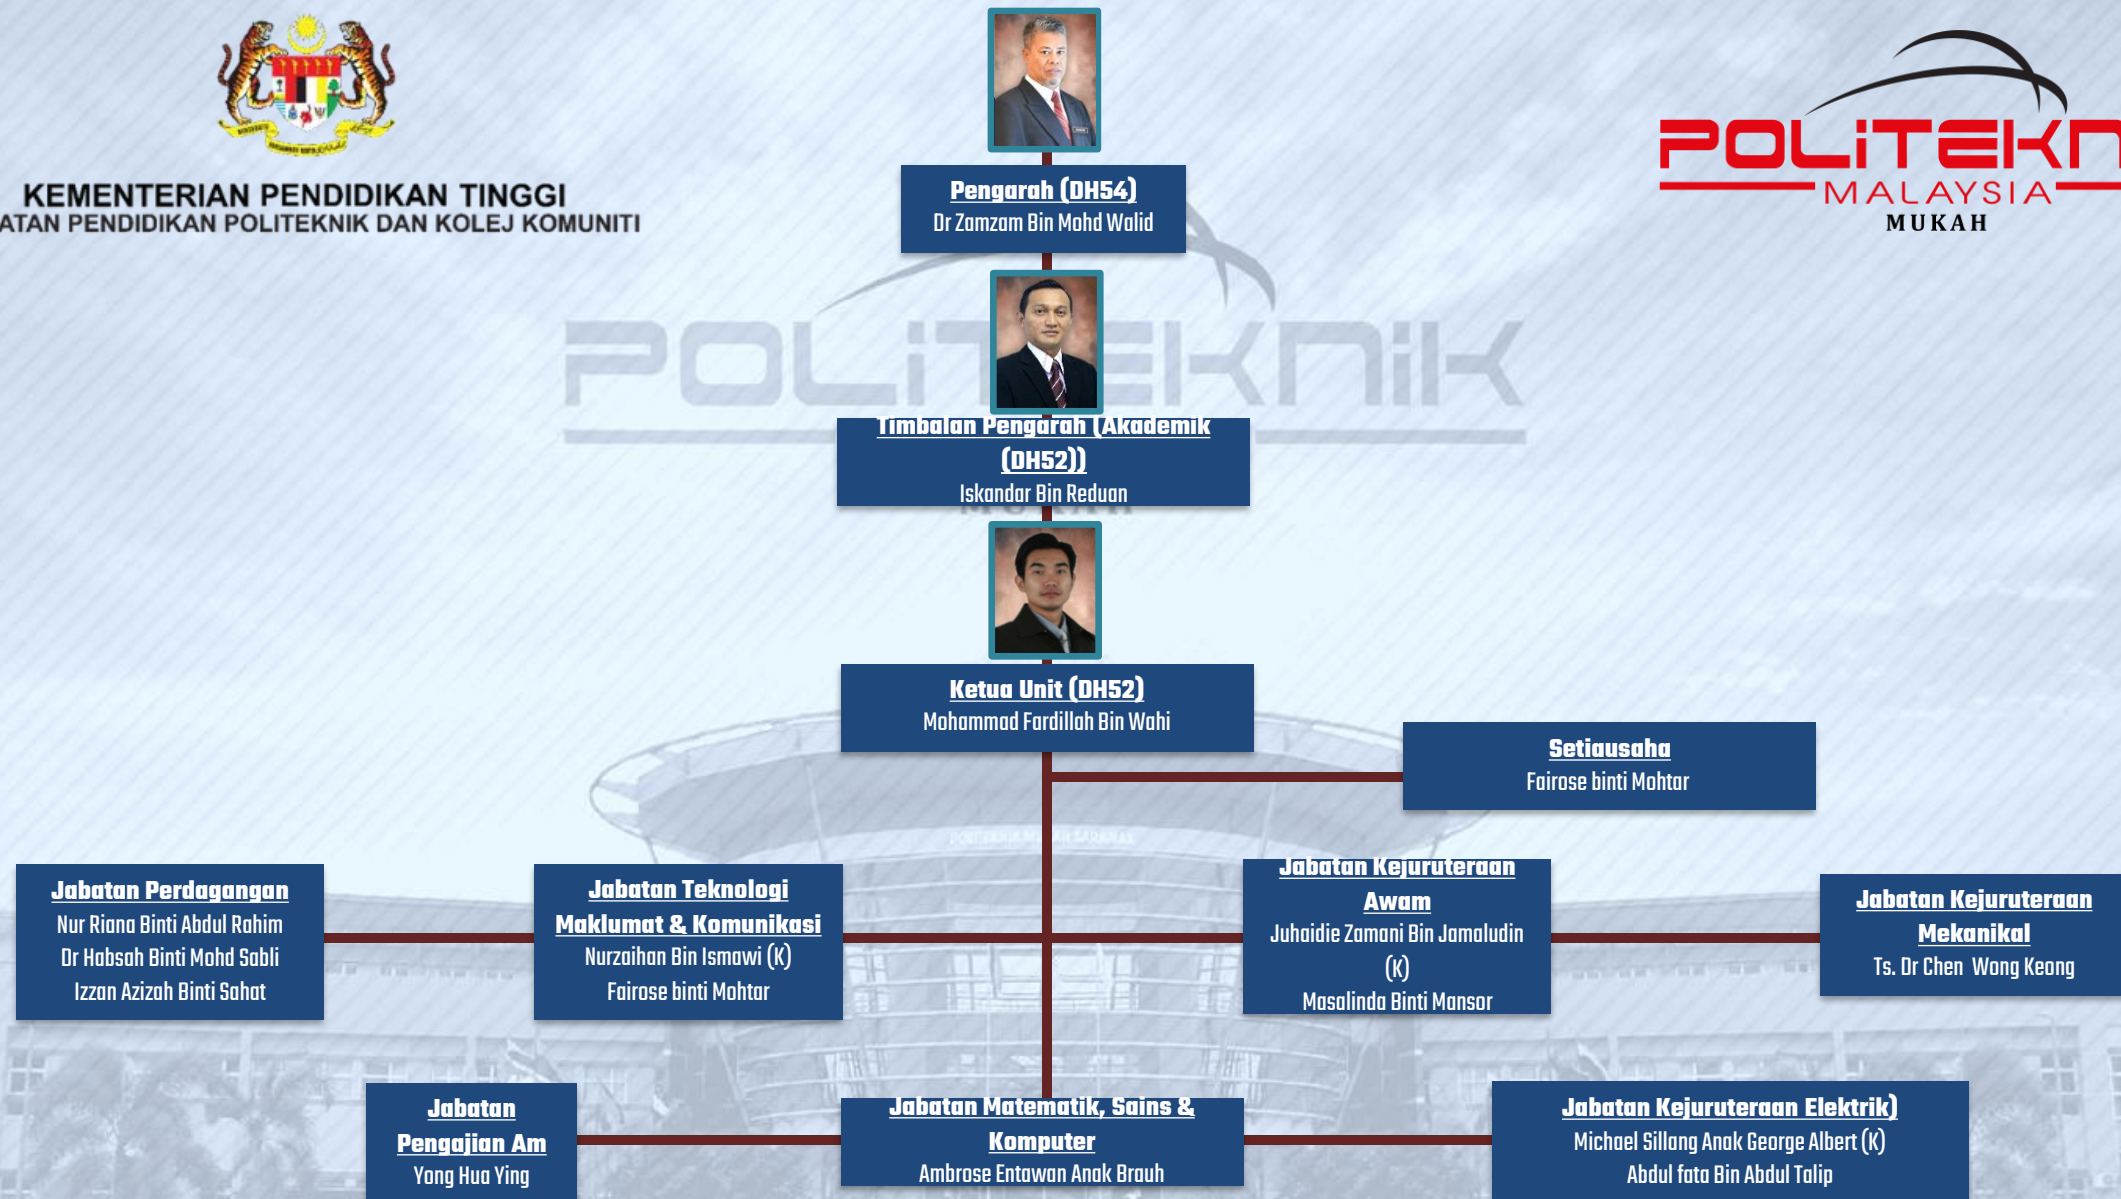 KEMENTERIAN PENDIDIKAN TINGGI
ATAN PENDIDIKAN POLITEKNIK DAN KOLEJ KOMUNITI
POLITEKN
MALAYSIA
MUKAH
Pengarah (DH54)
Dr Zamzam Bin Mohd Walid
POLITEKNIK
Timbalan Pengarah (Akademik
(DH52))
Iskandar Bin Reduan
MUKAH
Ketua Unit (DH52)
Mohammad Fardillah Bin Wahi
Setiausaha
Fairose binti Mohtar
Jabatan Perdagangan
Nur Riana Binti Abdul Rahim
Dr Habsah Binti Mohd Sabli
Izzan Azizah Binti Sahat
Jabatan Teknologi
Maklumat & Komunikasi
Nurzaihan Bin Ismawi (K)
Fairose binti Mohtar
Jabatan Kejuruteraan
Awam
Juhaidie Zamani Bin Jamaludin
(K)
Masalinda Binti Mansor
Jabatan Kejuruteraan
Mekanikal
Ts. Dr Chen  Wong Keong
Jabatan
Pengajian Am
Yong Hua Ying
Jabatan Matematik, Sains &
Komputer
Ambrose Entawan Anak Brauh
Jabatan Kejuruteraan Elektrik)
Michael Sillang Anak George Albert (K)
Abdul fata Bin Abdul Talip